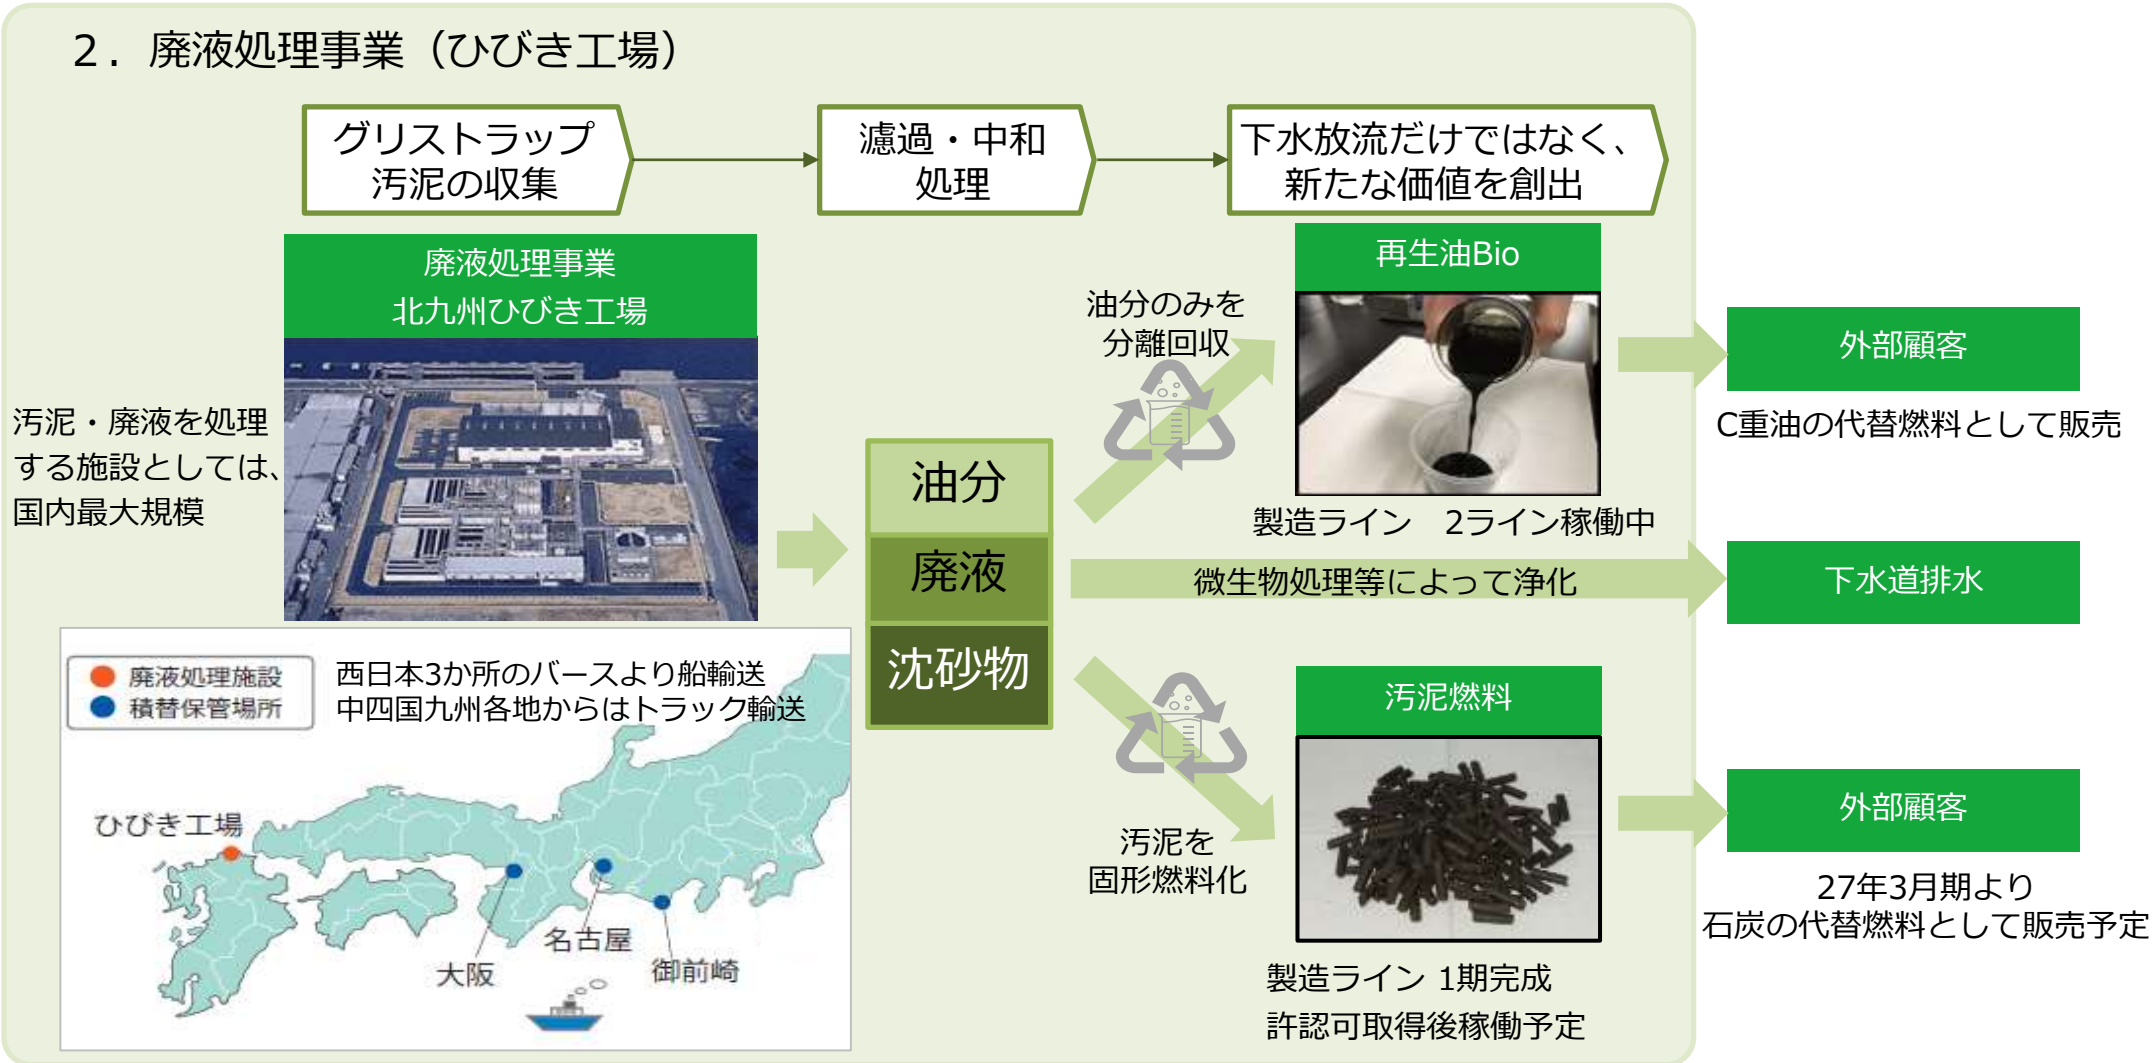 ２．廃液処理事業（ひびき工場）
グリストラップ
汚泥の収集
濾過・中和
処理
下水放流だけではなく、
新たな価値を創出
廃液処理事業
北九州ひびき工場
汚泥・廃液を処理
する施設としては、
国内最大規模
油分
廃液
沈砂物
油分のみを
分離回収
再生油Bio
製造ライン　2ライン稼働中
外部顧客
C重油の代替燃料として販売
微生物処理等によって浄化
下水道排水
汚泥を
固形燃料化
汚泥燃料
製造ライン 1期完成
許認可取得後稼働予定
外部顧客
27年3月期より
石炭の代替燃料として販売予定
廃液処理施設
積替保管場所
西日本3か所のバースより船輸送
中四国九州各地からはトラック輸送
ひびき工場
大阪
名古屋
御前崎